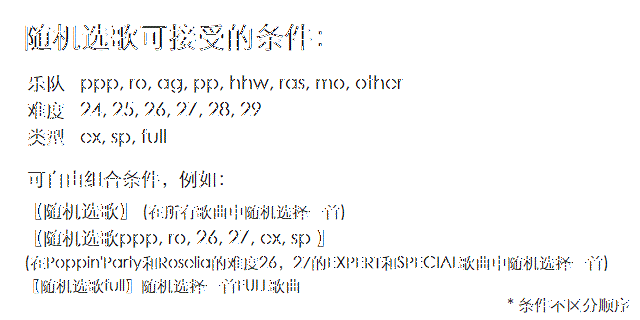 随机选歌可接受的条件：
乐队 ppp, ro, ag, pp, hhw, ras, mo, other
难度 24, 25, 26, 27, 28, 29
类型 ex, sp, full
可自由组合条件，例如：
〖随机选歌〗(在所有歌曲中随机选择一首)
〖随机选歌ppp, ro, 26, 27, ex, sp 〗
(在Poppin'Party和Roselia的难度26，27的EXPERT和SPECIAL歌曲中随机选择一首)
〖随机选歌full〗随机选择一首FULL歌曲
* 条件不区分顺序